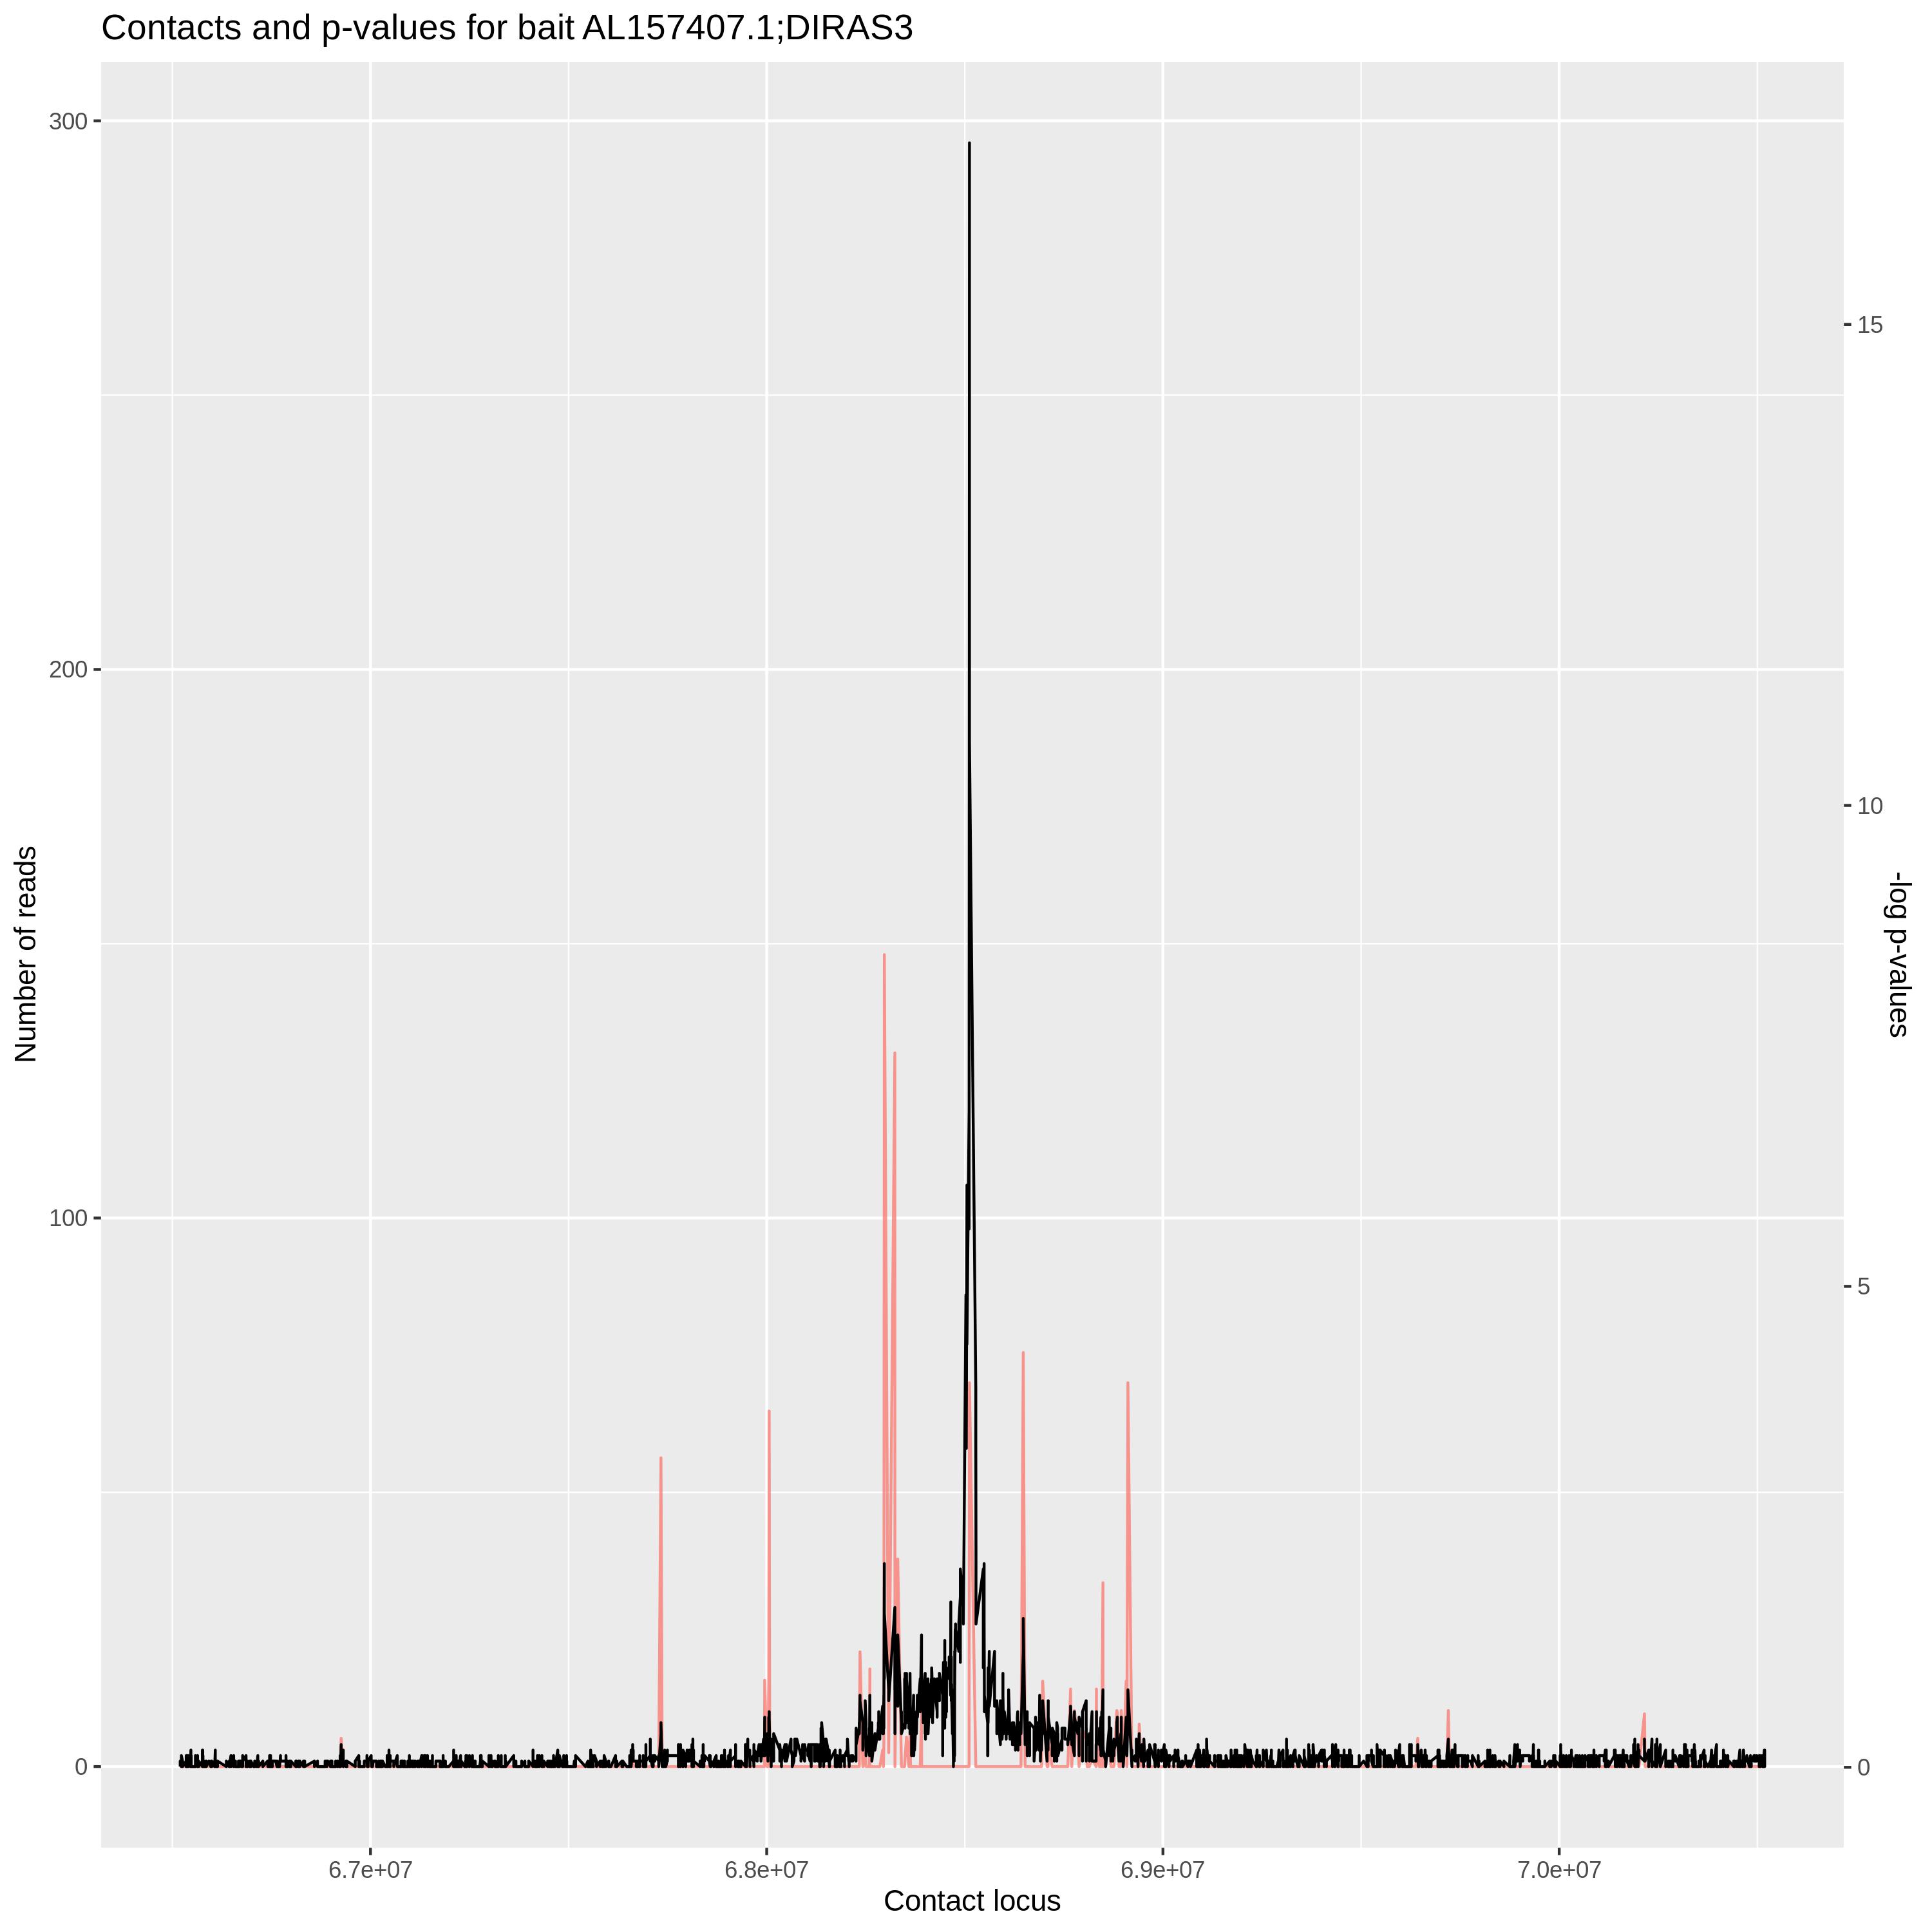 Contacts and p-values for bait AL157407.1;DIRAS3
300
200
100
0
Number of reads
15
10
5
0
-log p-values
6.7e+07
6.8e+07
6.9e+07
7.0e+07
Contact locus